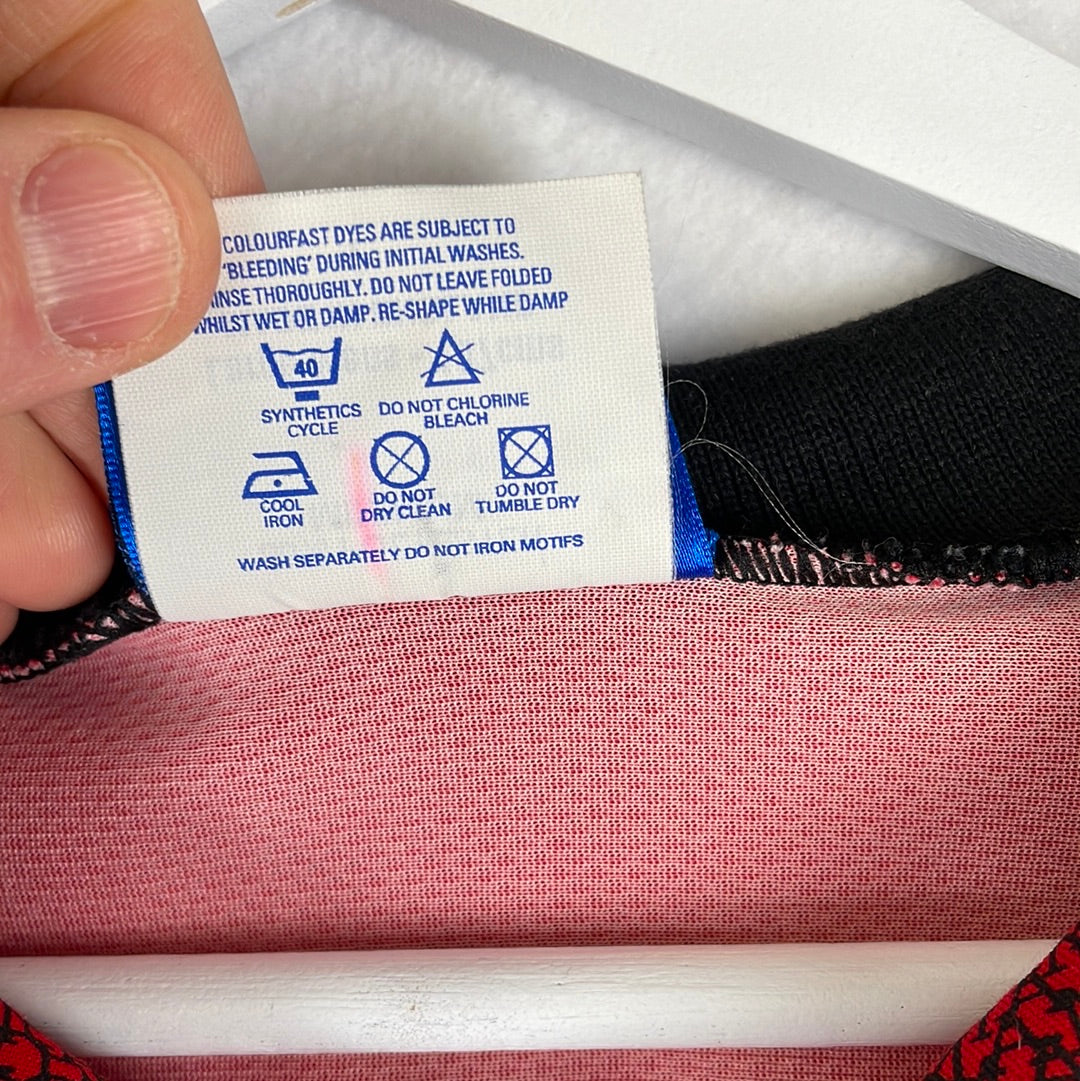 COLOURFAST DYES ARE SUBJECT TO
'BLEEDING' DURING INITIAL WASHES.
INSE THOROUGHLY. DO NOT LEAVE FOLDED
WHILST WET OR DAMP. RE-SHAPE WHILE DAMP
40
SYNTHETICS
CYCLE
DO NOT CHLORINE
BLEACH
COOL
IRON
DO NOT
DRY CLEAN
DO NOT
TUMBLE DRY
WASH SEPARATELY DO NOT IRON MOTIFS